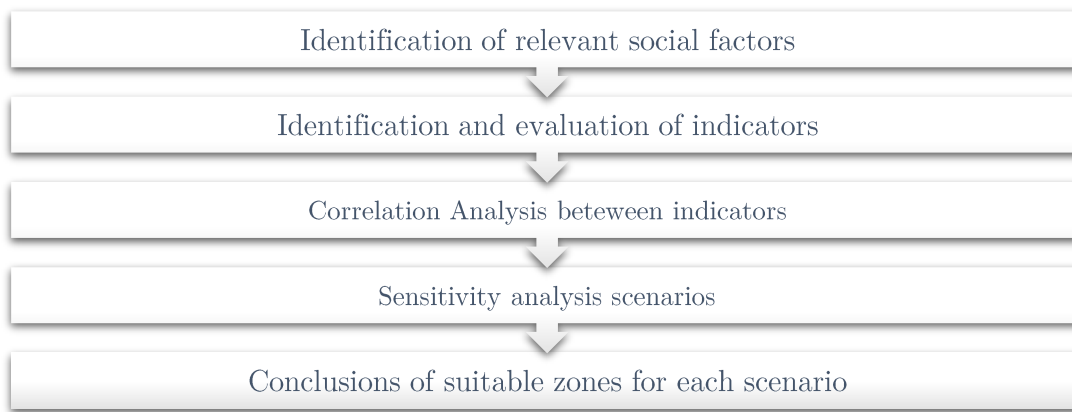 Identification of relevant social factors
Identification and evaluation of indicators
Correlation Analysis beteween indicators
Sensitivity analysis scenarios
Conclusions of suitable zones for each scenario